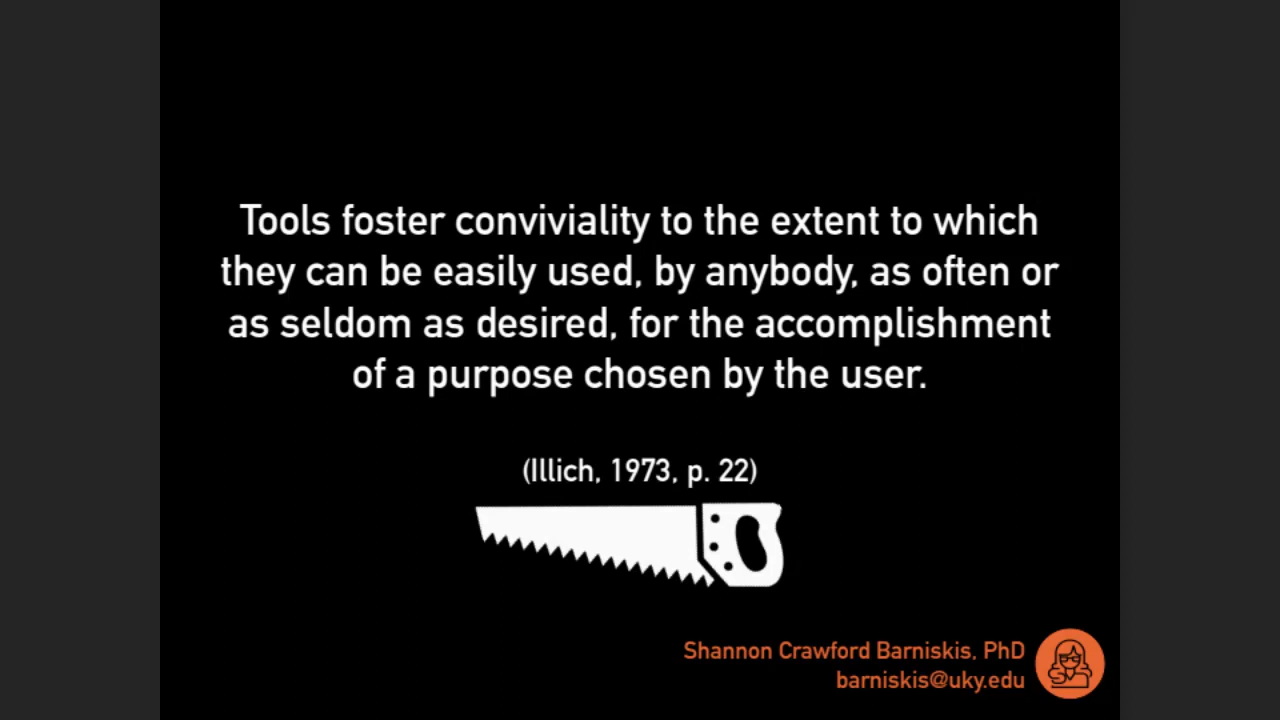 Tools foster conviviality to the extent to which
they can be easily used, by anybody, as often or
as seldom as desired, for the accomplishment
of a purpose chosen by the user.
(Illich, 1973, p. 22)
Shannon Crawford Barniskis, PhD
barniskis@uky.edu